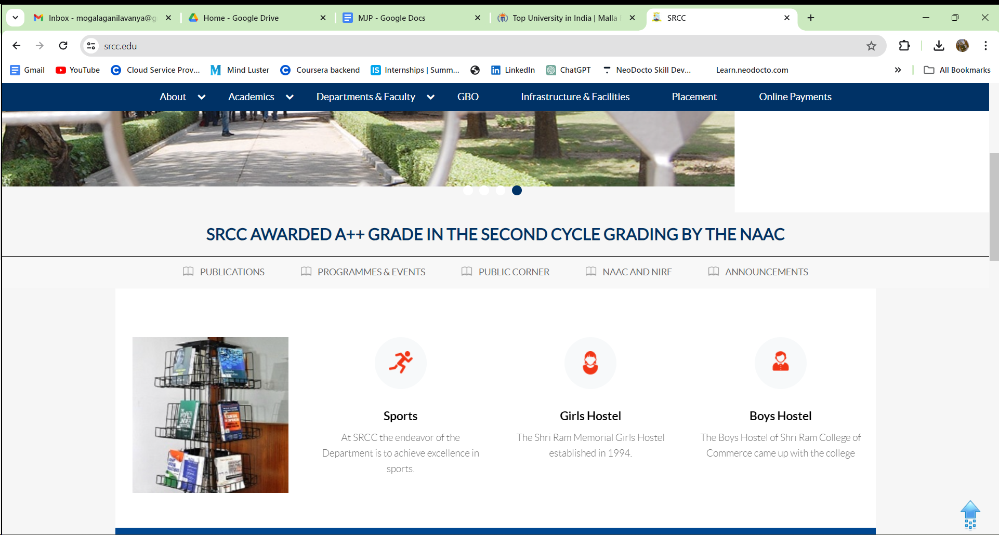 Inbox - mogalaganilavanya@g
Home - Google Drive
MJP - Google Docs
Top University in India | Malla
SRCC
srcc.edu
Gmail
YouTube
Cloud Service Prov...
Mind Luster
Coursera backend
Internships | Summ...
LinkedIn
ChatGPT
NeoDocto Skill Dev...
Learn.neodocto.com
All Bookmarks
About
Academics
Departments & Faculty
GBO
Infrastructure & Facilities
Placement
Online Payments
SRCC AWARDED A++ GRADE IN THE SECOND CYCLE GRADING BY THE NAAC
PUBLICATIONS
PROGRAMMES & EVENTS
PUBLIC CORNER
NAAC AND NIRF
ANNOUNCEMENTS
Sports
At SRCC the endeavor of the
Department is to achieve excellence in
sports.
Girls Hostel
The Shri Ram Memorial Girls Hostel
established in 1994.
Boys Hostel
The Boys Hostel of Shri Ram College of
Commerce came up with the college